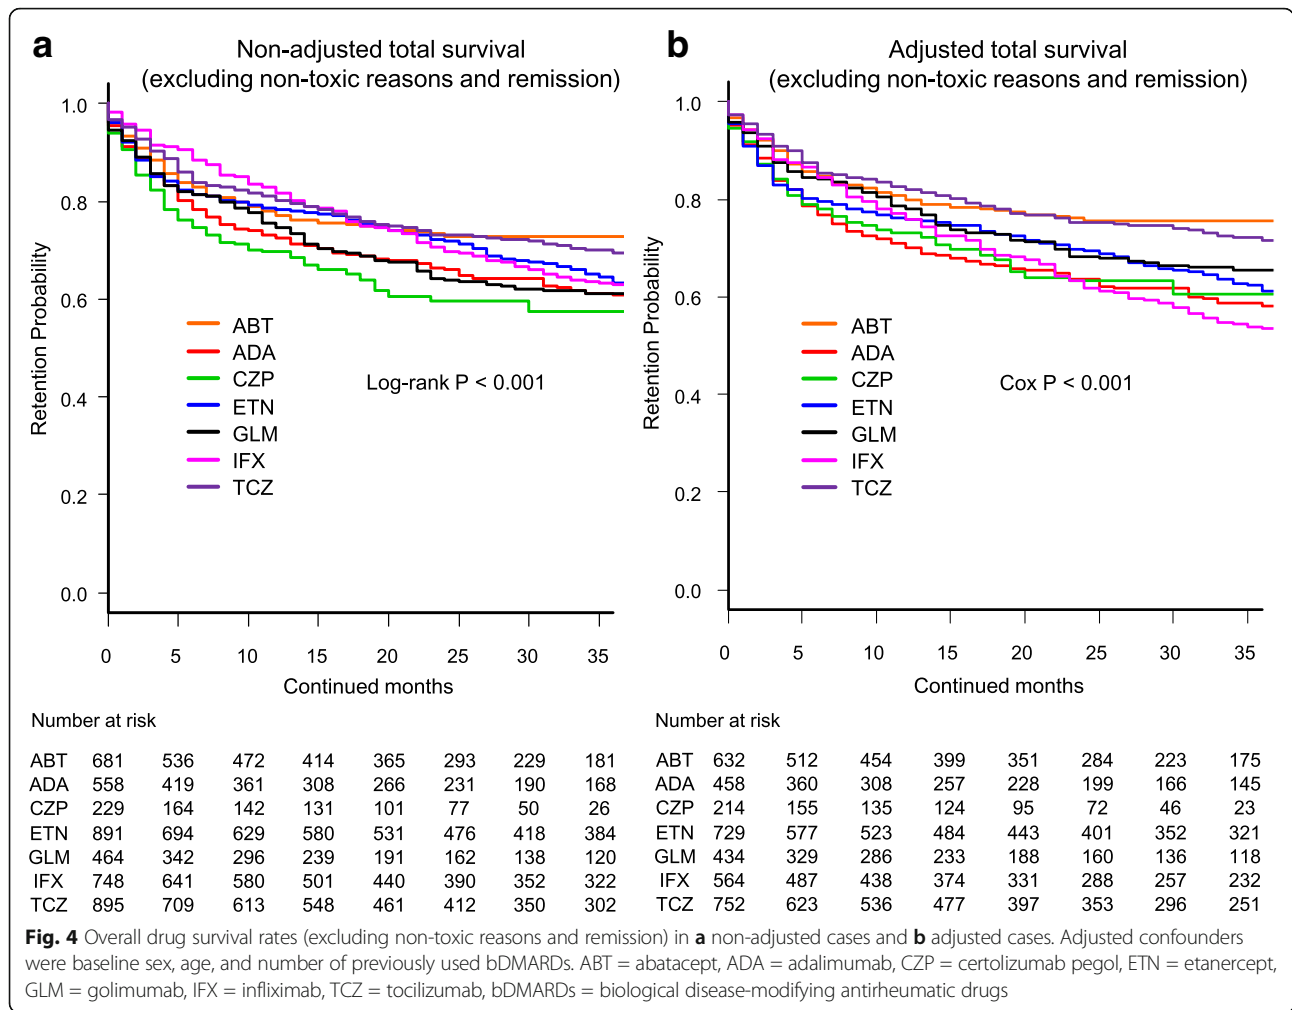 a
Non-adjusted total survival
(excluding non-toxic reasons and remission)
1.0
0.8
0.6
0.4
0.2
0.0
Retention Probability
ABT
ADA
CZP
ETN
GLM
IFX
TCZ
Log-rank P < 0.001
0 5 10 15 20 25 30 35
Continued months
Number at risk
ABT 681 536 472 414 365 293 229 181
ADA 558 419 361 308 266 231 190 168
CZP 229 164 142 131 101 77 50 26
ETN 891 694 629 580 531 476 418 384
GLM 464 342 296 239 191 162 138 120
IFX 748 641 580 501 440 390 352 322
TCZ 895 709 613 548 461 412 350 302
b
Adjusted total survival
(excluding non-toxic reasons and remission)
1.0
0.8
0.6
0.4
0.2
0.0
Retention Probability
ABT
ADA
CZP
ETN
GLM
IFX
TCZ
Cox P < 0.001
0 5 10 15 20 25 30 35
Continued months
Number at risk
ABT 632 512 454 399 351 284 223 175
ADA 458 360 308 257 228 199 166 145
CZP 214 155 135 124 95 72 46 23
ETN 729 577 523 484 443 401 352 321
GLM 434 329 286 233 188 160 136 118
IFX 564 487 438 374 331 288 257 232
TCZ 752 623 536 477 397 353 296 251
Fig. 4 Overall drug survival rates (excluding non-toxic reasons and remission) in a non-adjusted cases and b adjusted cases. Adjusted confounders
were baseline sex, age, and number of previously used bDMARDs. ABT = abatacept, ADA = adalimumab, CZP = certolizumab pegol, ETN = etanercept,
GLM = golimumab, IFX = infliximab, TCZ = tocilizumab, bDMARDs = biological disease-modifying antirheumatic drugs